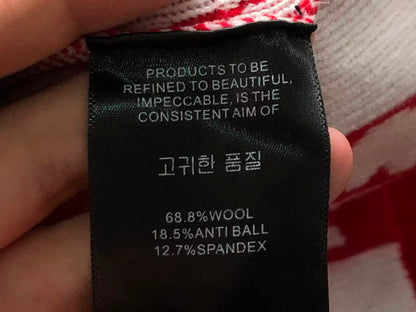 PRODUCTS TO BE
REFINED TO BEAUTIFUL,
IMPECCABLE, IS THE
CONSISTENT AIM OF
고귀한 품질
68.8%WOOL
18.5%ANTI BALL
12.7%SPANDEX